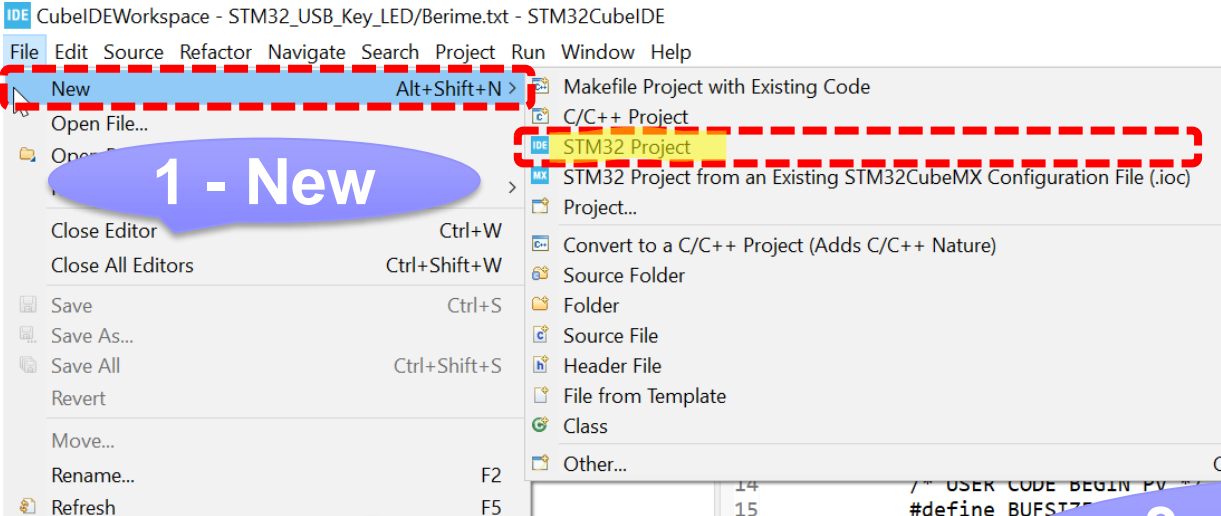 IDE CubeIDEWorkspace - STM32_USB_Key_LED/Berime.txt - STM32CubeIDE
File Edit Source Refactor Navigate Search Project Run Window Help
New Alt+Shift+N >
Open File...
Open
1 - New
Close Editor Ctrl+W
Close All Editors Ctrl+Shift+W
Save Ctrl+S
Save As...
Save All Ctrl+Shift+S
Revert
Move...
Rename... F2
Refresh F5
Makefile Project with Existing Code
C/C++ Project
IDE STM32 Project
MX STM32 Project from an Existing STM32CubeMX Configuration File (.ioc)
Project...
Convert to a C/C++ Project (Adds C/C++ Nature)
Source Folder
Folder
Source File
Header File
File from Template
Class
Other...
14 /* USER CODE BEGIN PV */
15 #define BUFSIZE